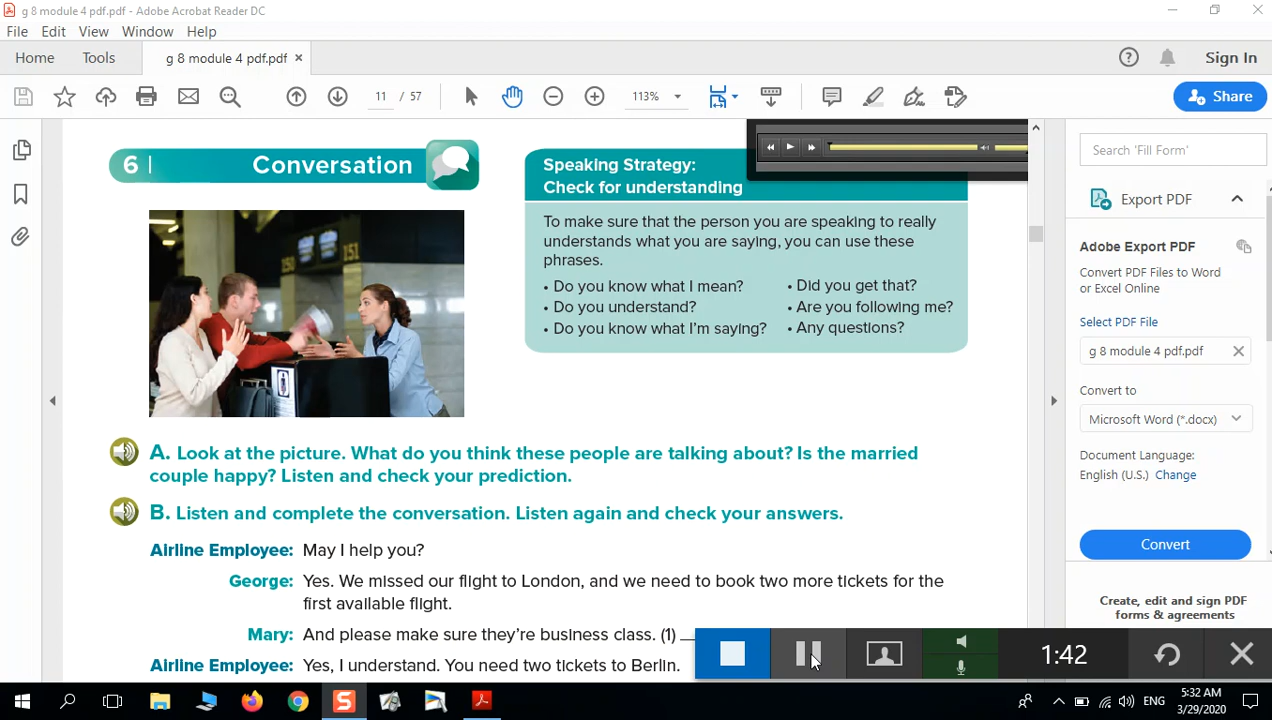 g 8 module 4 pdf.pdf - Adobe Acrobat Reader DC
File Edit View Window Help
Home Tools g 8 module 4 pdf.pdf × Sign In
11 / 57 113% Share
6 | Conversation
Speaking Strategy:
Check for understanding
To make sure that the person you are speaking to really
understands what you are saying, you can use these
phrases.
• Do you know what I mean? • Did you get that?
• Do you understand? • Are you following me?
• Do you know what I'm saying? • Any questions?
150 151
A. Look at the picture. What do you think these people are talking about? Is the married
couple happy? Listen and check your prediction.
B. Listen and complete the conversation. Listen again and check your answers.
Airline Employee: May I help you?
George: Yes. We missed our flight to London, and we need to book two more tickets for the
first available flight.
Mary: And please make sure they're business class. (1)
Airline Employee: Yes, I understand. You need two tickets to Berlin.
Search 'Fill Form'
Export PDF
Adobe Export PDF
Convert PDF Files to Word
or Excel Online
Select PDF File
g 8 module 4 pdf.pdf
Convert to
Microsoft Word (*.docx)
Document Language:
English (U.S.) Change
Convert
Create, edit and sign PDF
forms & agreements
1:42
ENG
5:32 AM
3/29/2020